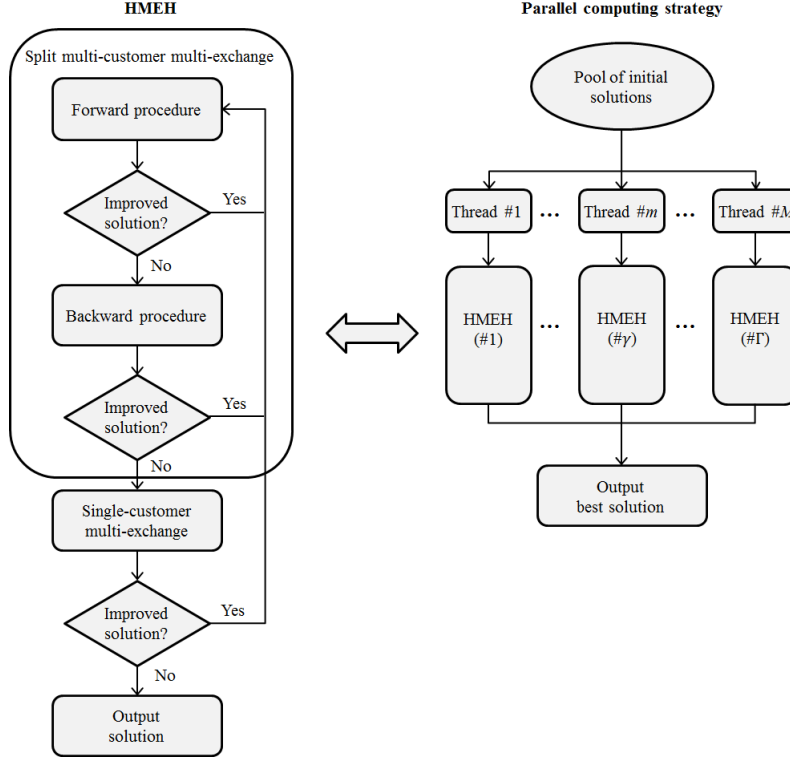 HMEH
Split multi-customer multi-exchange
Forward procedure
Improved
solution?
Yes
No
Backward procedure
Improved
solution?
Yes
No
Single-customer
multi-exchange
Improved
solution?
Yes
No
Output
solution
Parallel computing strategy
Pool of initial
solutions
Thread #1
...
Thread #m
...
Thread #M
HMEH
(#1)
...
HMEH
(#γ)
...
HMEH
(#Γ)
Output
best solution